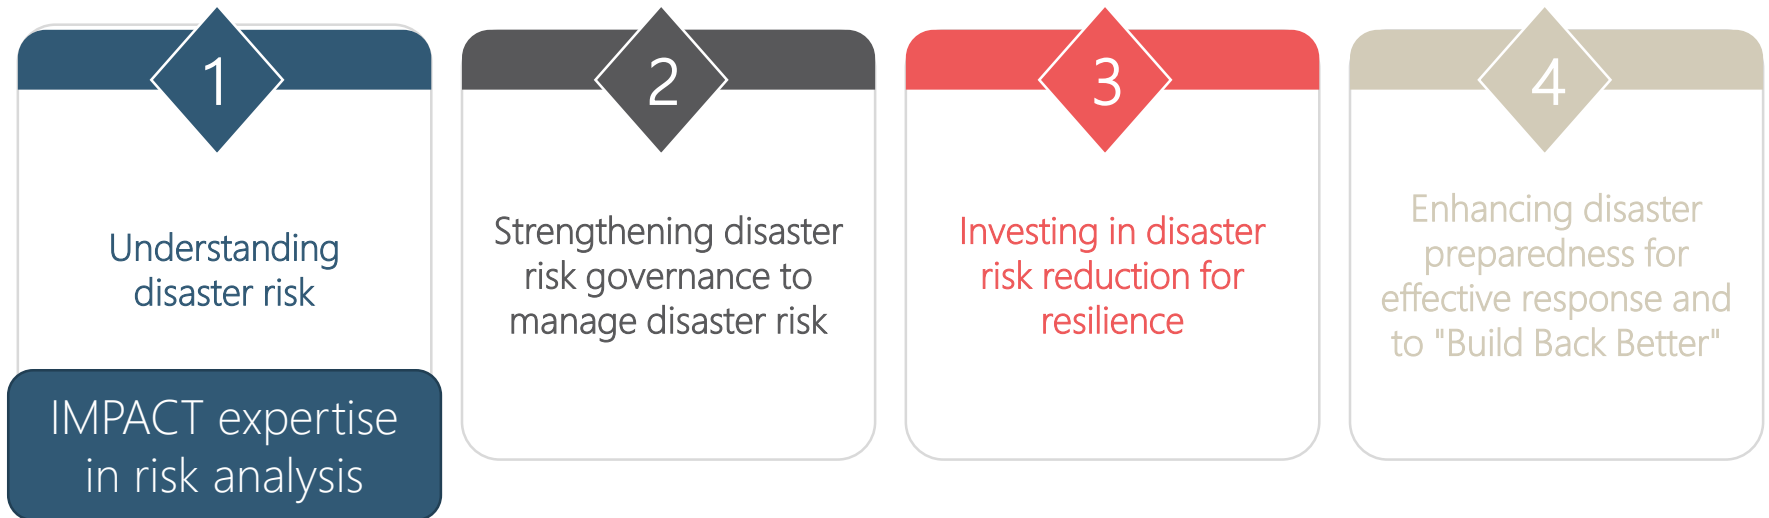 1
Understanding
disaster risk
IMPACT expertise
in risk analysis
2
Strengthening disaster
risk governance to
manage disaster risk
3
Investing in disaster
risk reduction for
resilience
4
Enhancing disaster
preparedness for
effective response and
to "Build Back Better"